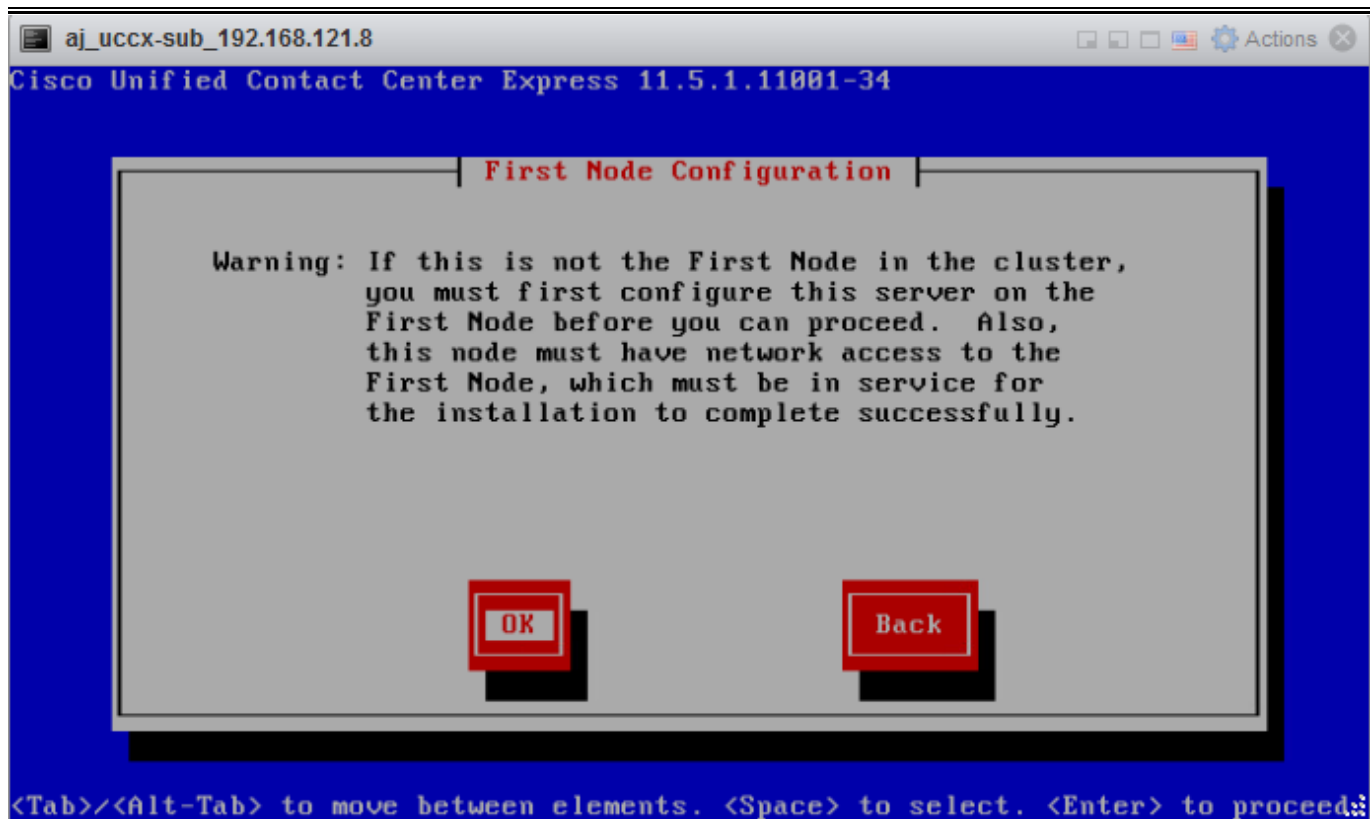 aj_uccx-sub_192.168.121.8 Actions
Cisco Unified Contact Center Express 11.5.1.11001-34
First Node Configuration
Warning: If this is not the First Node in the cluster,
you must first configure this server on the
First Node before you can proceed. Also,
this node must have network access to the
First Node, which must be in service for
the installation to complete successfully.
OK Back
<Tab>/<Alt-Tab> to move between elements. <Space> to select. <Enter> to proceed